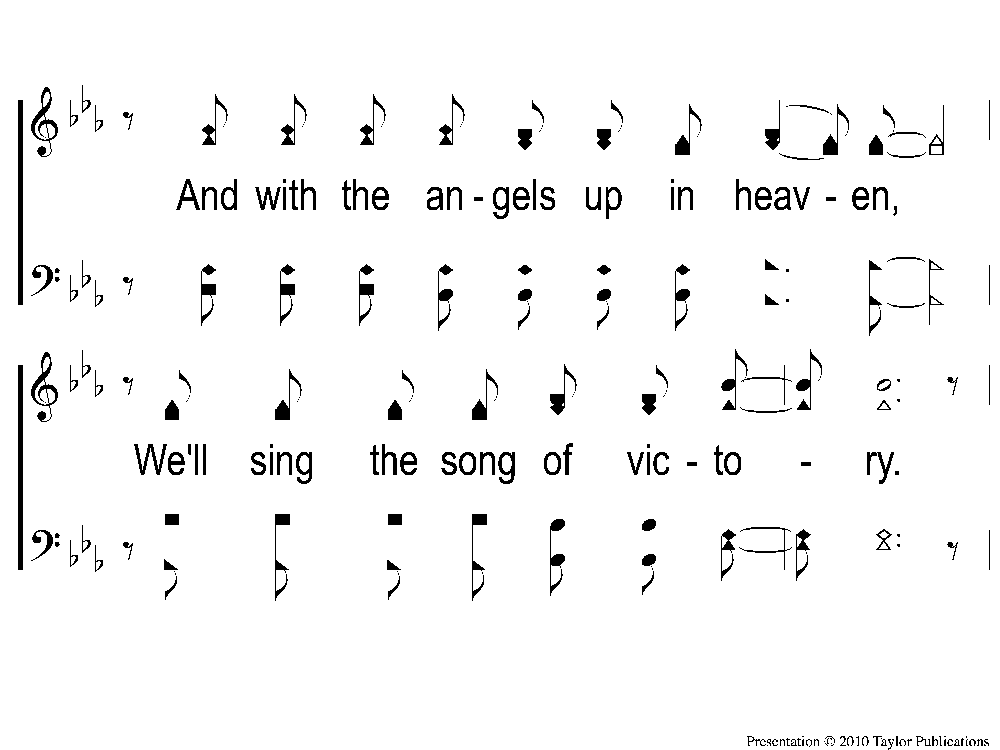 And with the an - gels up in heav - en,
We'll sing the song of vic - to - ry.
Presentation © 2010 Taylor Publications